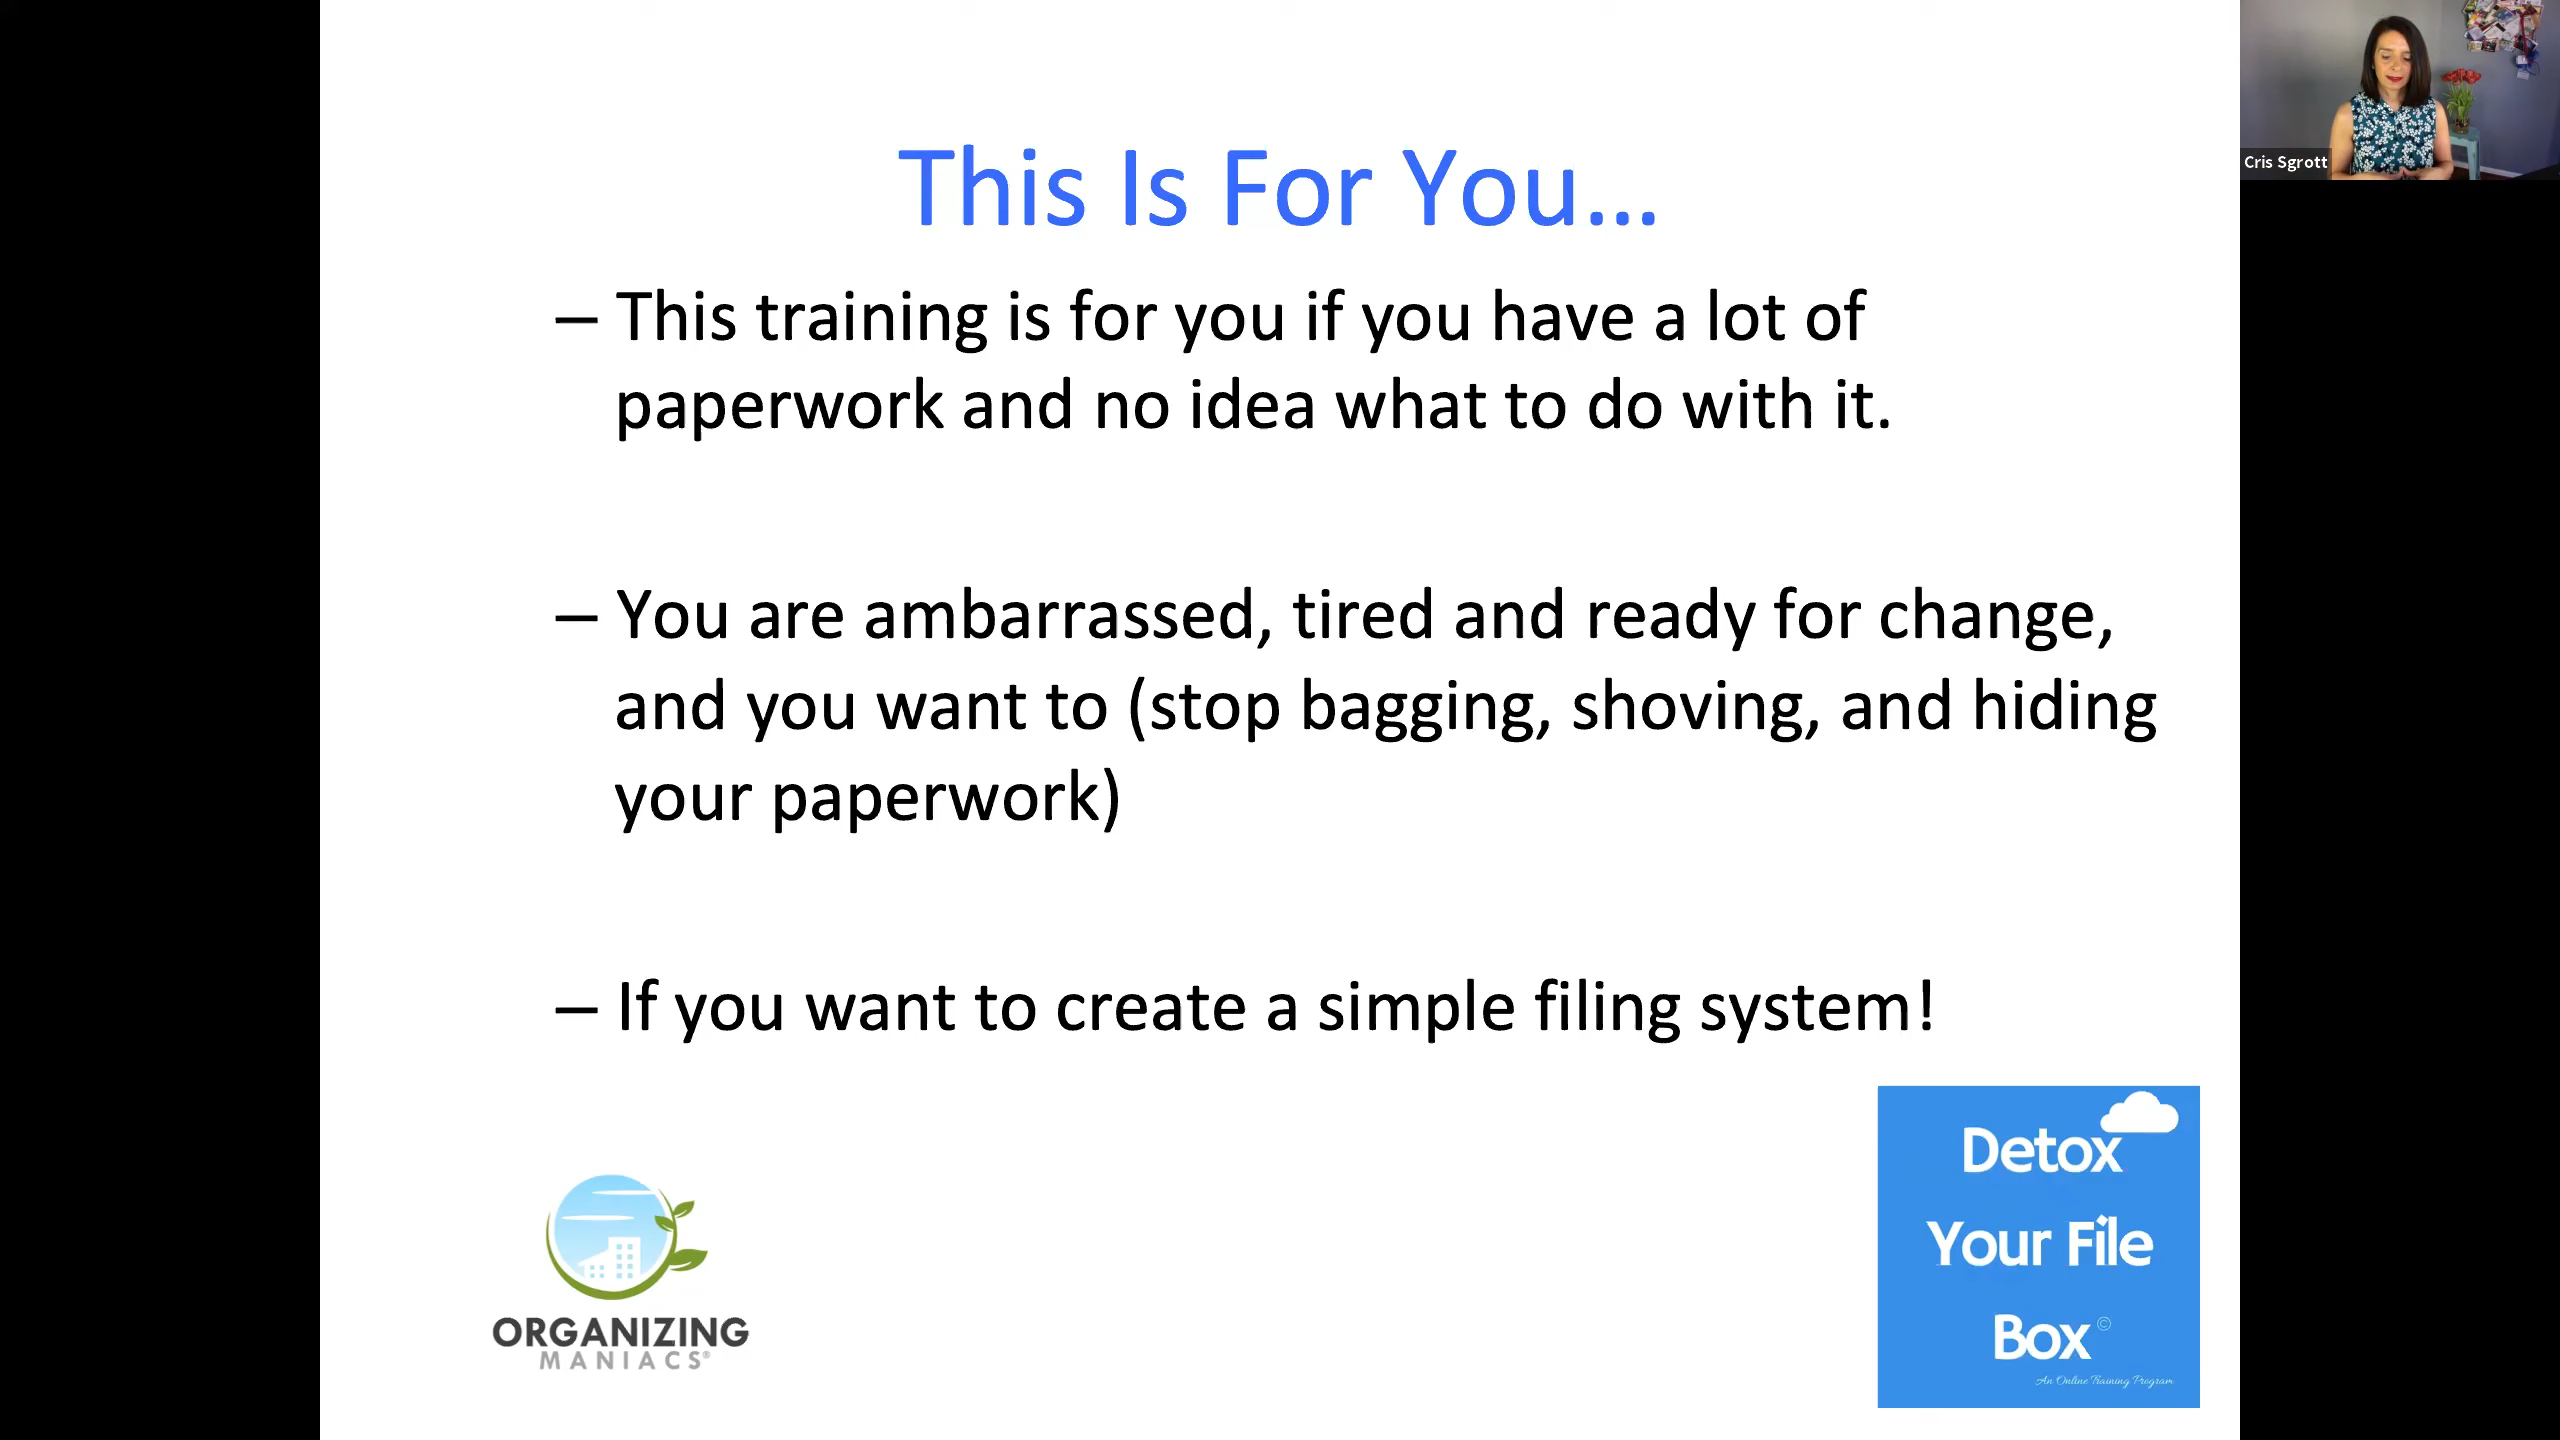 This Is For You...
– This training is for you if you have a lot of
paperwork and no idea what to do with it.
– You are ambarrassed, tired and ready for change,
and you want to (stop bagging, shoving, and hiding
your paperwork)
– If you want to create a simple filing system!
ORGANIZING
MANIACS®
Detox
Your File
Box ©
An Online Training Program
Cris Sgrott